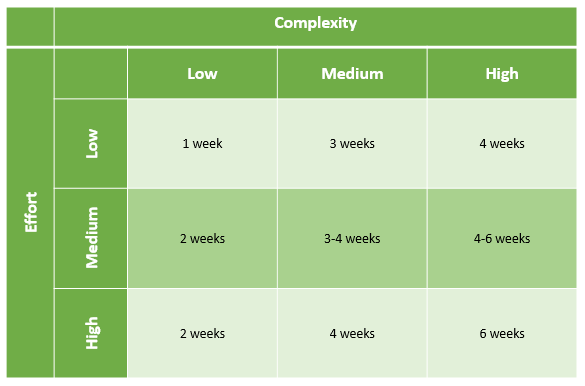 Complexity
Low Medium High
Effort
Low 1 week 3 weeks 4 weeks
Medium 2 weeks 3-4 weeks 4-6 weeks
High 2 weeks 4 weeks 6 weeks